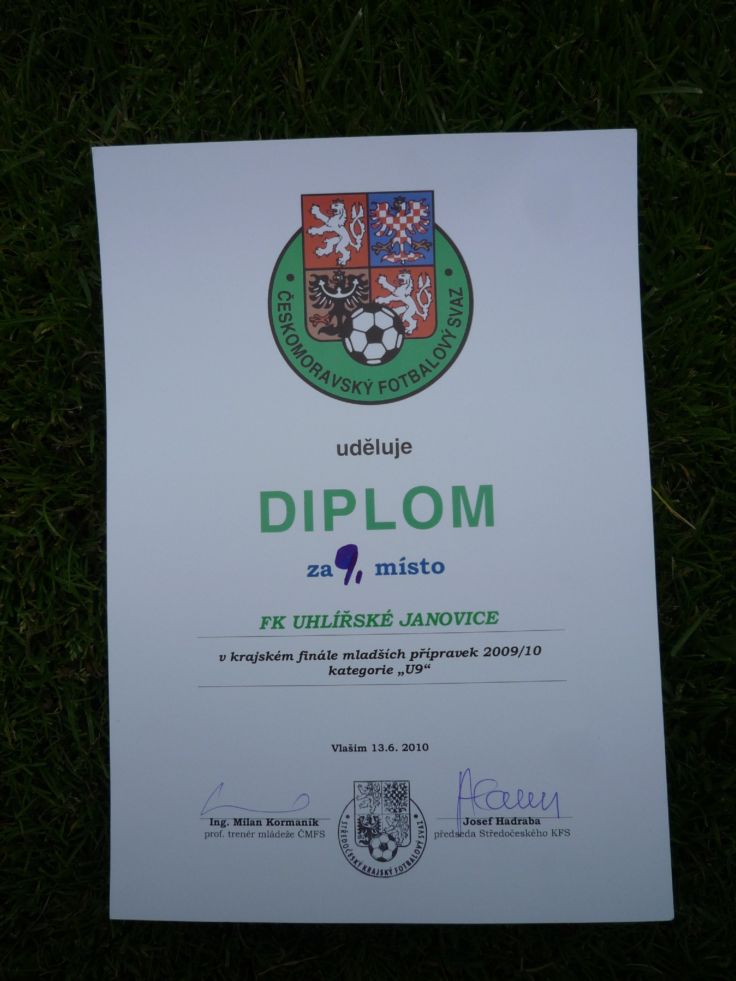 ČESKOMORAVSKÝ FOTBALOVÝ SVAZ
uděluje
DIPLOM
za 9. místo
FK UHLÍŘSKÉ JANOVICE
v krajském finále mladších přípravek 2009/10
kategorie „U9“
Vlašim 13.6. 2010
Ing. Milan Kormaník
prof. trenér mládeže ČMFS
STŘEDOČESKÝ KRAJSKÝ FOTBALOVÝ SVAZ
Josef Hadraba
předseda Středočeského KFS